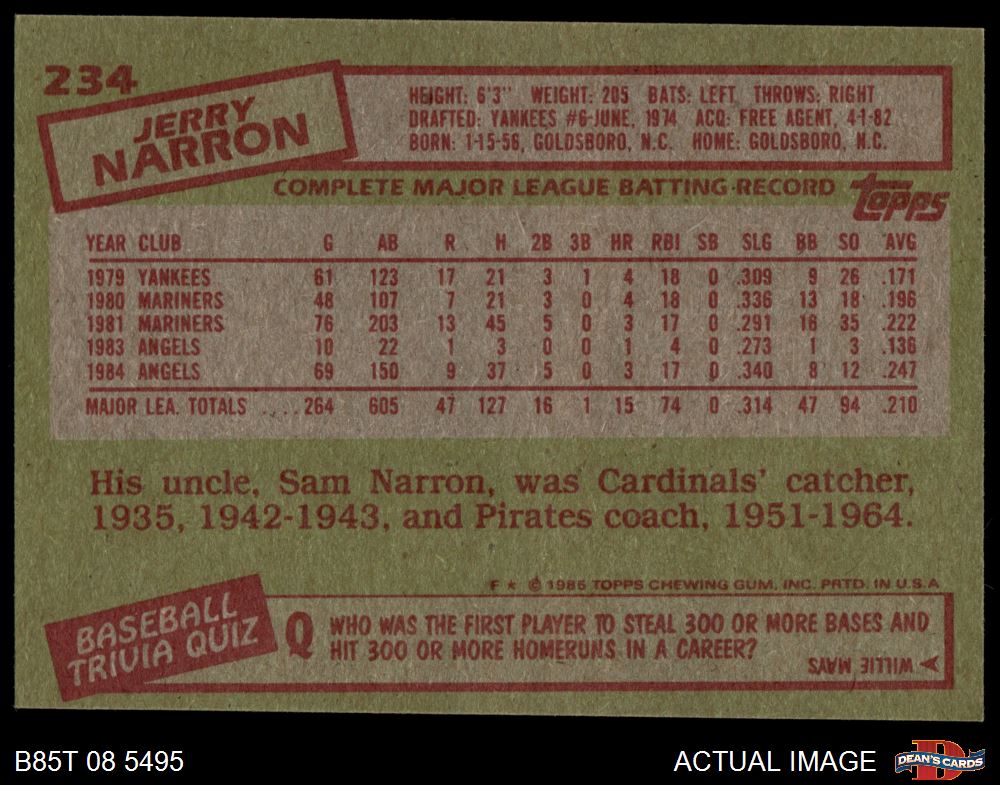 234
JERRY
NARRON
HEIGHT: 6'3" WEIGHT: 205 BATS: LEFT THROWS: RIGHT
DRAFTED: YANKEES #6-JUNE, 1974 ACQ: FREE AGENT, 4-1-82
BORN: 1-15-56, GOLDSBORO, N.C. HOME: GOLDSBORO, N.C.
COMPLETE MAJOR LEAGUE BATTING RECORD
Topps
YEAR CLUB G AB R H 2B 3B HR RBI SB SLG BB SO AVG
1979 YANKEES 61 123 17 21 3 1 4 18 0 .309 9 26 .171
1980 MARINERS 48 107 7 21 3 0 4 18 0 .336 13 18 .196
1981 MARINERS 76 203 13 45 5 0 3 17 0 .291 16 35 .222
1983 ANGELS 10 22 1 3 0 0 1 4 0 .273 1 3 .136
1984 ANGELS 69 150 9 37 5 0 3 17 0 .340 8 12 .247
MAJOR LEA. TOTALS .... 264 605 47 127 16 1 15 74 0 .314 47 94 .210
His uncle, Sam Narron, was Cardinals' catcher,
1935, 1942-1943, and Pirates coach, 1951-1964.
F * © 1985 TOPPS CHEWING GUM, INC. PRTD. IN U.S.A
BASEBALL
TRIVIA QUIZ
Q WHO WAS THE FIRST PLAYER TO STEAL 300 OR MORE BASES AND
HIT 300 OR MORE HOMERUNS IN A CAREER?
A WILLIE MAYS
B85T 08 5495
ACTUAL IMAGE
D
DEAN'S CARDS